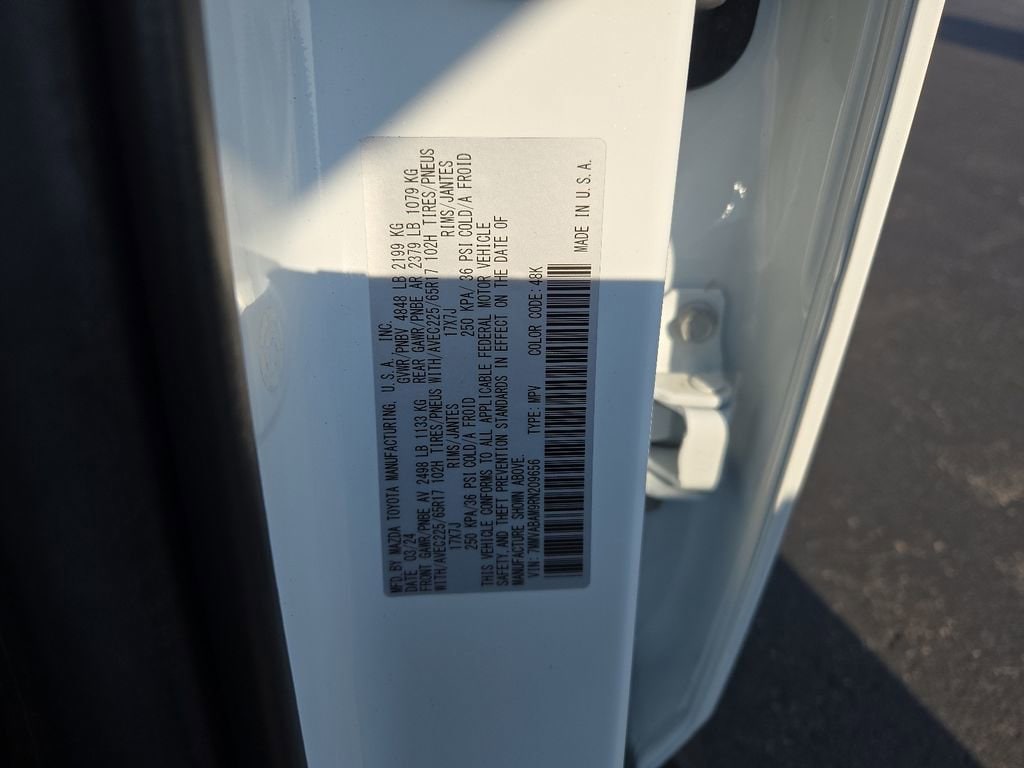 MFD BY MAZDA TOYOTA MANUFACTURING, U.S.A., INC.
DATE 03/24 GVWR/PNBV 4848 LB 2199 KG
FRONT GAWR/PNBE AV 2498 LB 1133 KG REAR GAWR/PNBE AR 2379 LB 1079 KG
WITH/AVEC225/65R17 102H TIRES/PNEUS WITH/AVEC225/65R17 102H TIRES/PNEUS
17X7J RIMS/JANTES 17X7J RIMS/JANTES
250 KPA/36 PSI COLD/A FROID 250 KPA/ 36 PSI COLD/A FROID
THIS VEHICLE CONFORMS TO ALL APPLICABLE FEDERAL MOTOR VEHICLE
SAFETY, AND THEFT PREVENTION STANDARDS IN EFFECT ON THE DATE OF
MANUFACTURE SHOWN ABOVE.
VIN: 7MMVABAM9RN209656 TYPE: MPV COLOR CODE: 48K
MADE IN U.S.A.